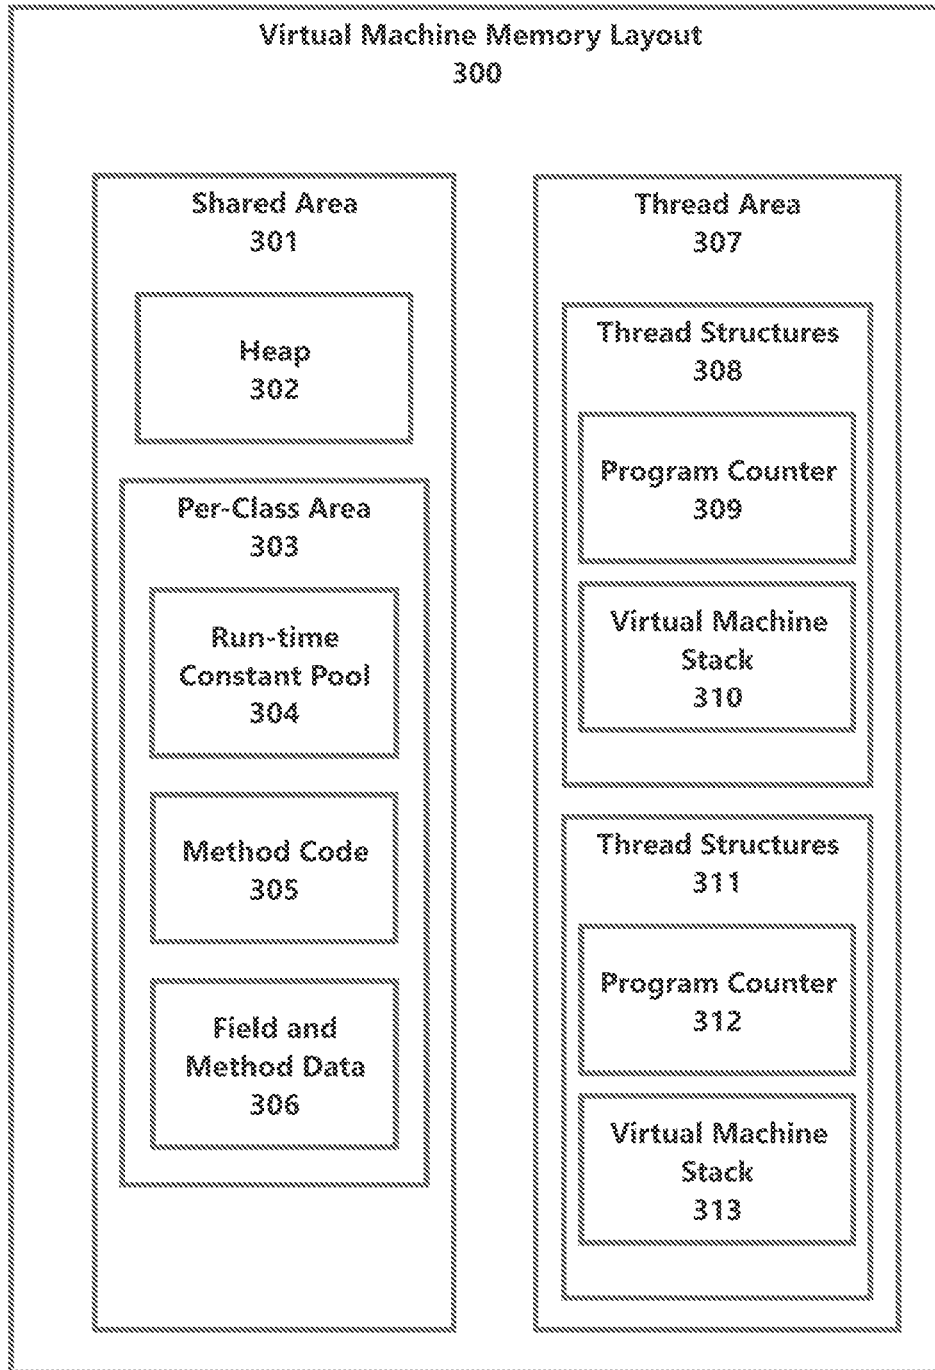 Virtual Machine Memory Layout
300
Shared Area
301
Heap
302
Per-Class Area
303
Run-time
Constant Pool
304
Method Code
305
Field and
Method Data
306
Thread Area
307
Thread Structures
308
Program Counter
309
Virtual Machine
Stack
310
Thread Structures
311
Program Counter
312
Virtual Machine
Stack
313